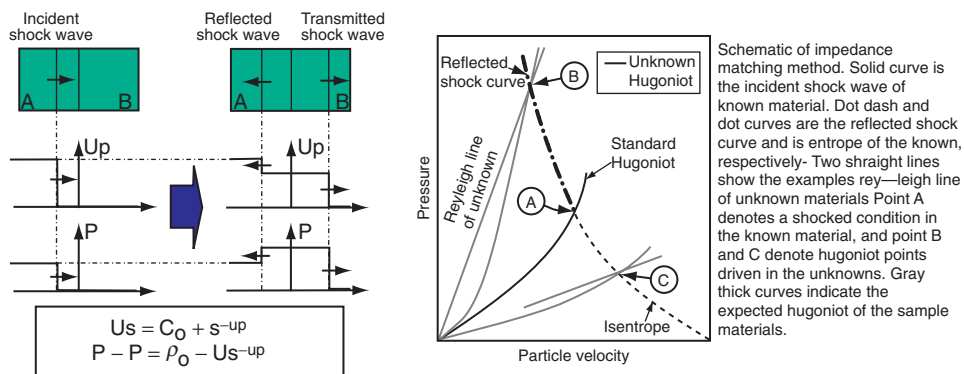 Incident
shock wave
Reflected
shock wave
Transmitted
shock wave
A
B
A
B
Up
Up
P
P
Us = Co + s-up
P – P = ρo – Us-up
Reflected
shock curve
Unknown
Hugoniot
B
Standard
Hugoniot
Reyleigh line
of unknown
A
C
Isentrope
Pressure
Particle velocity
Schematic of impedance
matching method. Solid curve is
the incident shock wave of
known material. Dot dash and
dot curves are the reflected shock
curve and is entrope of the known,
respectively- Two shraight lines
show the examples rey—leigh line
of unknown materials Point A
denotes a shocked condition in
the known material, and point B
and C denote hugoniot points
driven in the unknowns. Gray
thick curves indicate the
expected hugoniot of the sample
materials.